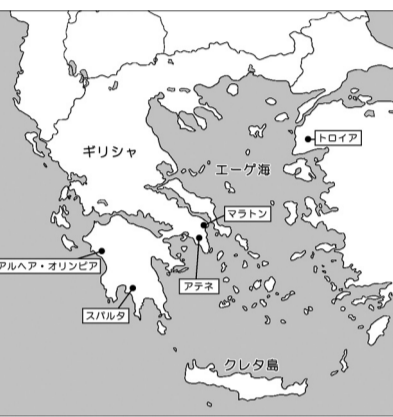 トロイア
ギリシャ
エーゲ海
マラトン
アルヘア・オリンピア
アテネ
スパルタ
クレタ島